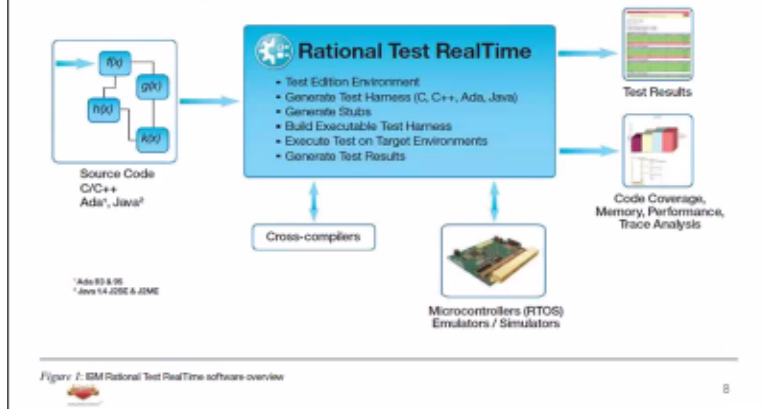 f(x)
g(x)
h(x)
k(x)
Source Code
C/C++
Ada¹, Java²
Rational Test RealTime
• Test Edition Environment
• Generate Test Harness (C, C++, Ada, Java)
• Generate Stubs
• Build Executable Test Harness
• Execute Test on Target Environments
• Generate Test Results
Test Results
Code Coverage,
Memory, Performance,
Trace Analysis
Cross-compilers
Microcontrollers (RTOS)
Emulators / Simulators
¹ Ada 83 & 95
² Java 1.4 J2SE & J2ME
Figure 1: IBM Rational Test RealTime software overview
8